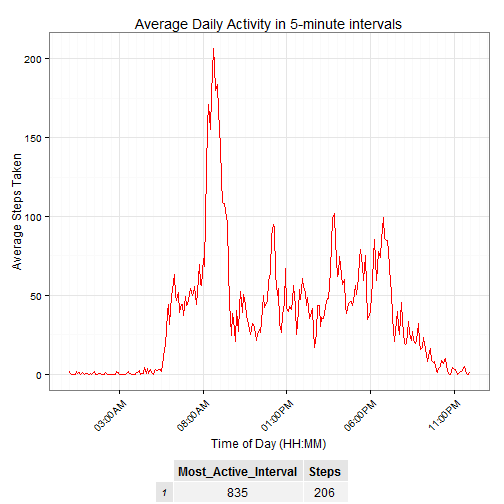 Average Daily Activity in 5-minute intervals
Average Steps Taken
200
150
100
50
0
03:00AM
08:00AM
01:00PM
06:00PM
11:00PM
Time of Day (HH:MM)
Most_Active_Interval Steps
1 835 206